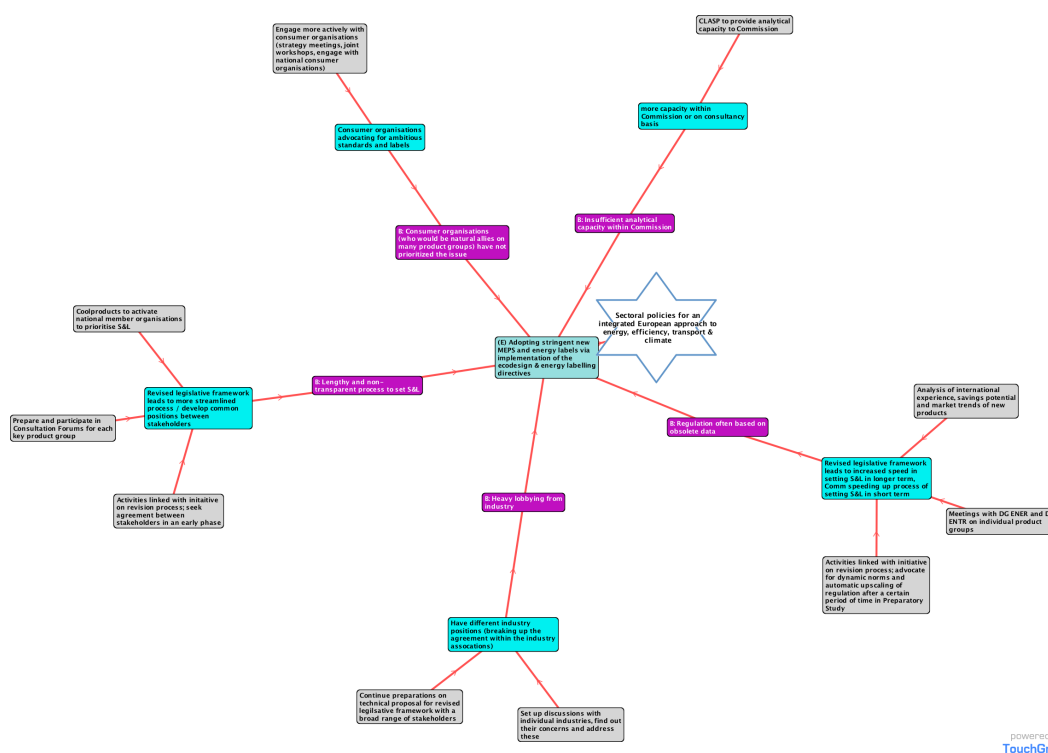 Engage more actively with
consumer organisations
(strategy meetings, joint
workshops, engage with
national consumer
organisations)
CLASP to provide analytical
capacity to Commission
Consumer organisations
advocating for ambitious
standards and labels
more capacity within
Commission or on consultancy
basis
B: Consumer organisations
(who would be natural allies on
many product groups) have not
prioritized the issue
B: Insufficient analytical
capacity within Commission
Sectoral policies for an
integrated European approach to
energy, efficiency, transport &
climate
(E) Adopting stringent new
MEPS and energy labels via
implementation of the
ecodesign & energy labelling
directives
Coolproducts to activate
national member organisations
to prioritise S&L
B: Lengthy and non-
transparent process to set S&L
Revised legislative framework
leads to more streamlined
process / develop common
positions between
stakeholders
Prepare and participate in
Consultation Forums for each
key product group
Activities linked with initaitive
on revision process; seek
agreement between
stakeholders in an early phase
B: Regulation often based on
obsolete data
Analysis of international
experience, savings potential
and market trends of new
products
Revised legislative framework
leads to increased speed in
setting S&L in longer term,
Comm speeding up process of
setting S&L in short term
Meetings with DG ENER and D
ENTR on individual product
groups
Activities linked with initiative
on revision process; advocate
for dynamic norms and
automatic upscaling of
regulation after a certain
period of time in Preparatory
Study
B: Heavy lobbying from
industry
Have different industry
positions (breaking up the
agreement within the industry
assocations)
Continue preparations on
technical proposal for revised
legilsative framework with a
broad range of stakeholders
Set up discussions with
individual industries, find out
their concerns and address
these
powered
TouchGr